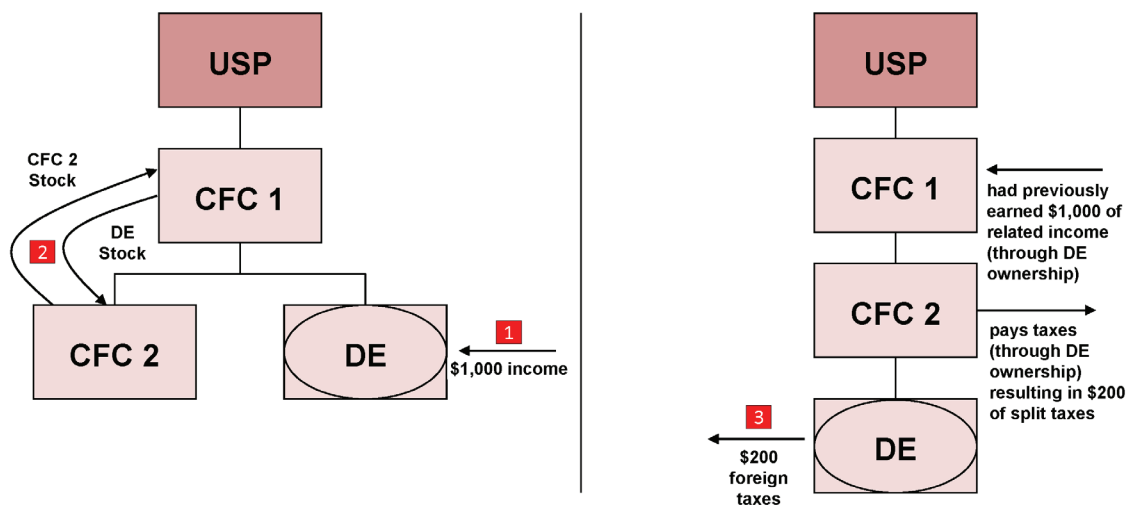 USP
CFC 2
Stock
CFC 1
DE
Stock
2
CFC 2
DE
1
$1,000 income
USP
CFC 1
had previously
earned $1,000 of
related income
(through DE
ownership)
CFC 2
pays taxes
(through DE
ownership)
resulting in $200
of split taxes
3
$200
foreign
taxes
DE